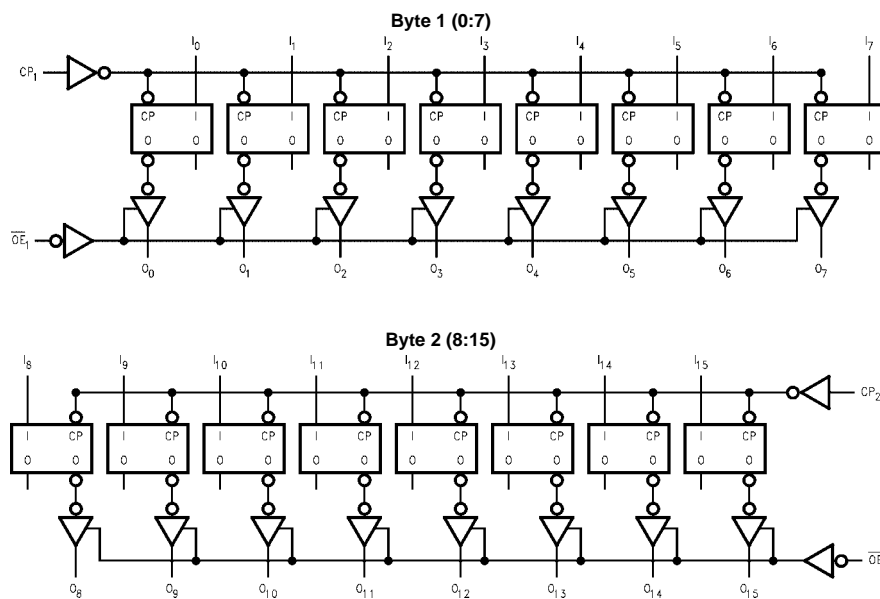 Byte 1 (0:7)
I0 I1 I2 I3 I4 I5 I6 I7
CP1
CP I CP I CP I CP I CP I CP I CP I CP I
O O O O O O O O O O O O O O O O
OE1
O0 O1 O2 O3 O4 O5 O6 O7
Byte 2 (8:15)
I8 I9 I10 I11 I12 I13 I14 I15
CP2
I CP I CP I CP I CP I CP I CP I CP I CP
O O O O O O O O O O O O O O O O
OE
O8 O9 O10 O11 O12 O13 O14 O15